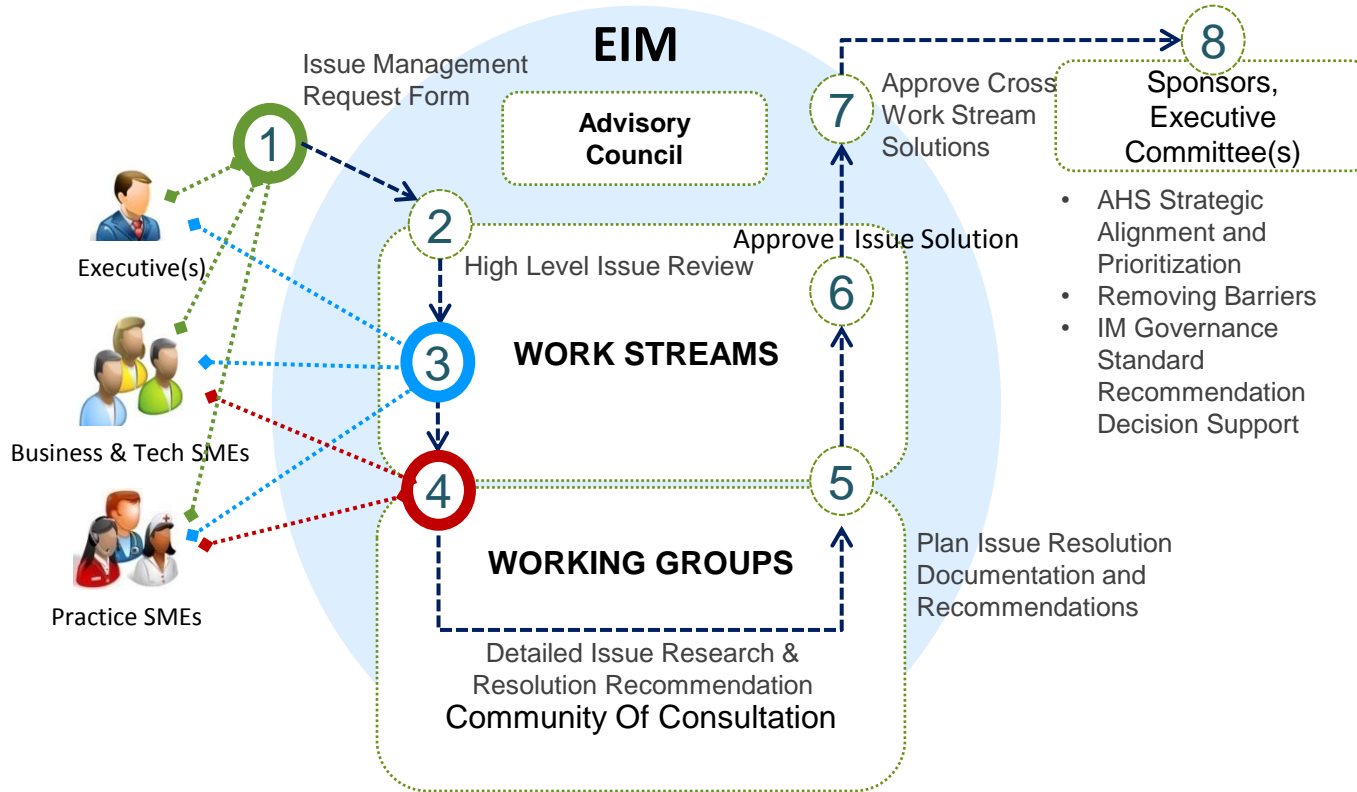 EIM
Issue Management
Request Form
1
Advisory
Council
2
High Level Issue Review
Executive(s)
3
WORK STREAMS
Business & Tech SMEs
4
WORKING GROUPS
Practice SMEs
Detailed Issue Research &
Resolution Recommendation
Community Of Consultation
5
Plan Issue Resolution
Documentation and
Recommendations
6
Approve Issue Solution
7
Approve Cross
Work Stream
Solutions
8
Sponsors,
Executive
Committee(s)
• AHS Strategic
Alignment and
Prioritization
• Removing Barriers
• IM Governance
Standard
Recommendation
Decision Support